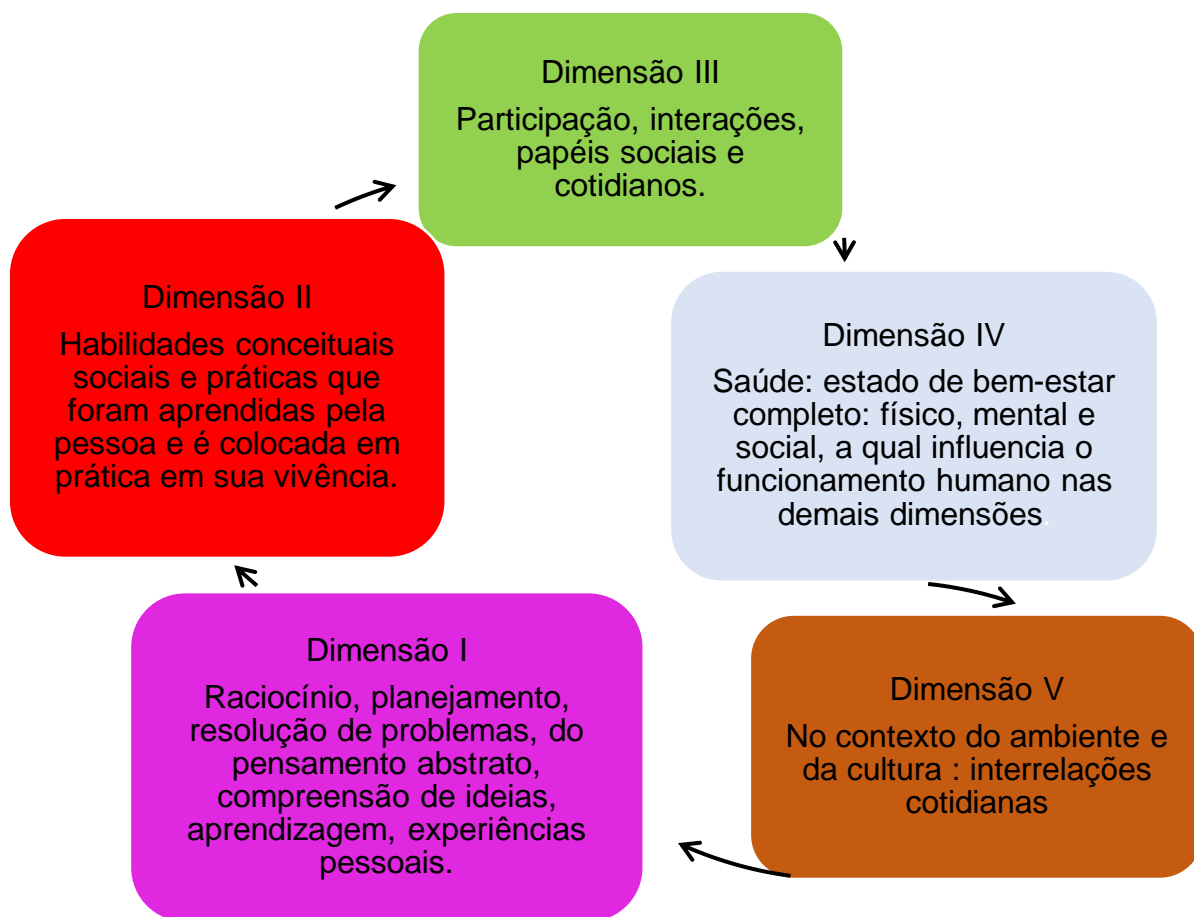 Dimensão III
Participação, interações,
papéis sociais e
cotidianos.
Dimensão II
Habilidades conceituais
sociais e práticas que
foram aprendidas pela
pessoa e é colocada em
prática em sua vivência.
Dimensão IV
Saúde: estado de bem-estar
completo: físico, mental e
social, a qual influencia o
funcionamento humano nas
demais dimensões.
Dimensão I
Raciocínio, planejamento,
resolução de problemas, do
pensamento abstrato,
compreensão de ideias,
aprendizagem, experiências
pessoais.
Dimensão V
No contexto do ambiente e
da cultura : interrelações
cotidianas